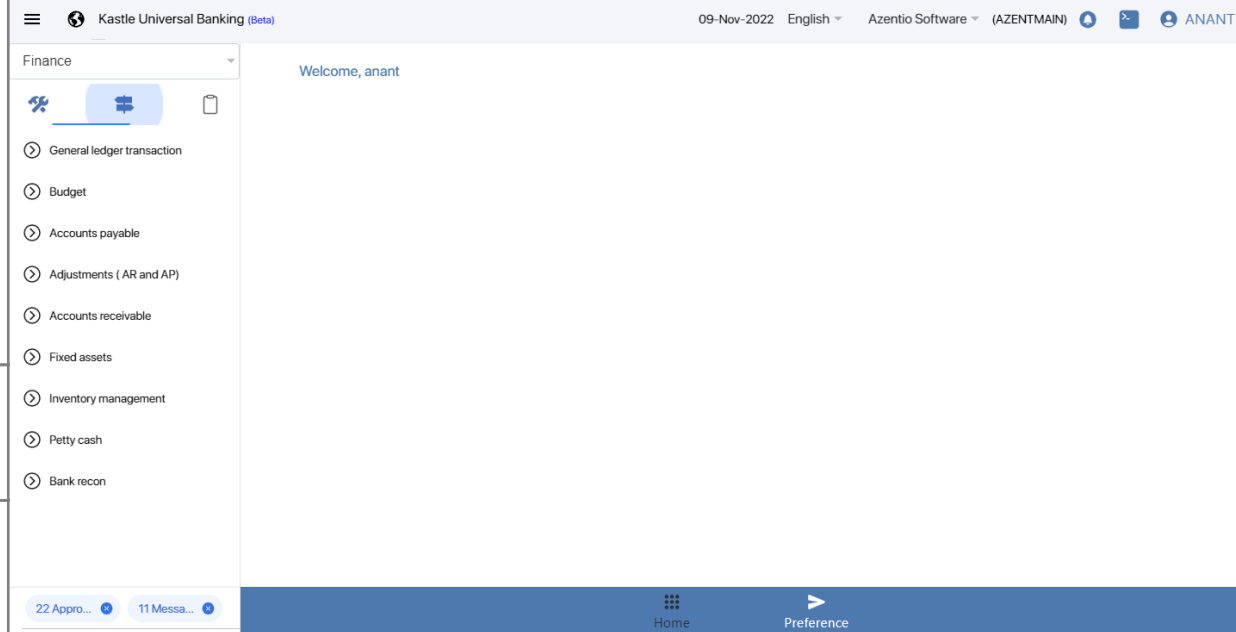 Kastle Universal Banking (Beta) 09-Nov-2022 English Azentio Software (AZENTMAIN) ANANT
Finance
Welcome, anant
General ledger transaction
Budget
Accounts payable
Adjustments ( AR and AP)
Accounts receivable
Fixed assets
Inventory management
Petty cash
Bank recon
22 Appro... 11 Messa...
Home Preference